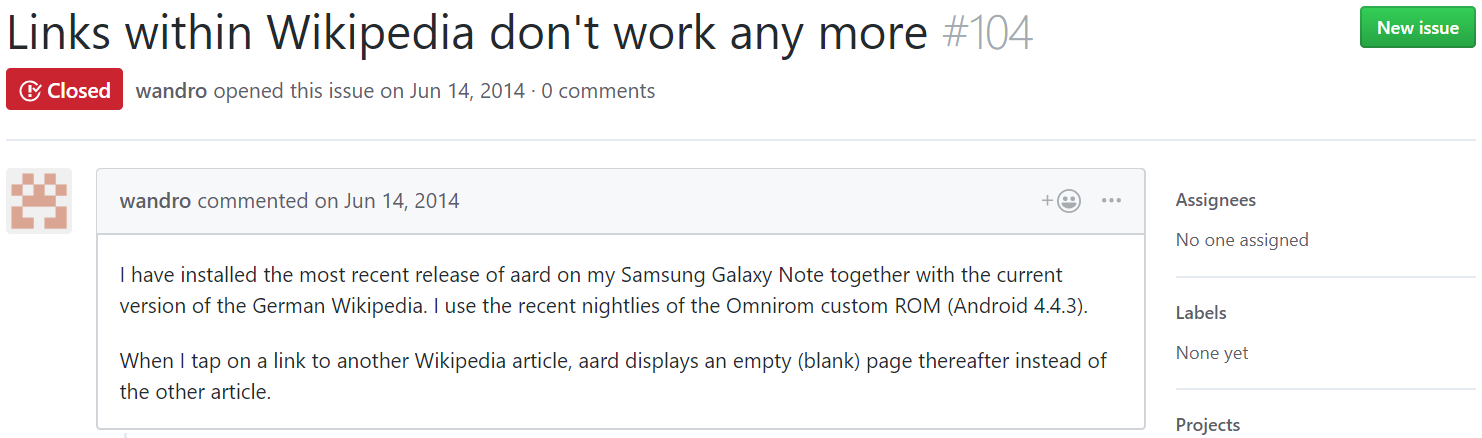 Links within Wikipedia don't work any more #104
New issue
Closed
wandro opened this issue on Jun 14, 2014 · 0 comments
wandro commented on Jun 14, 2014
I have installed the most recent release of aard on my Samsung Galaxy Note together with the current
version of the German Wikipedia. I use the recent nightlies of the Omnirom custom ROM (Android 4.4.3).
When I tap on a link to another Wikipedia article, aard displays an empty (blank) page thereafter instead of
the other article.
Assignees
No one assigned
Labels
None yet
Projects